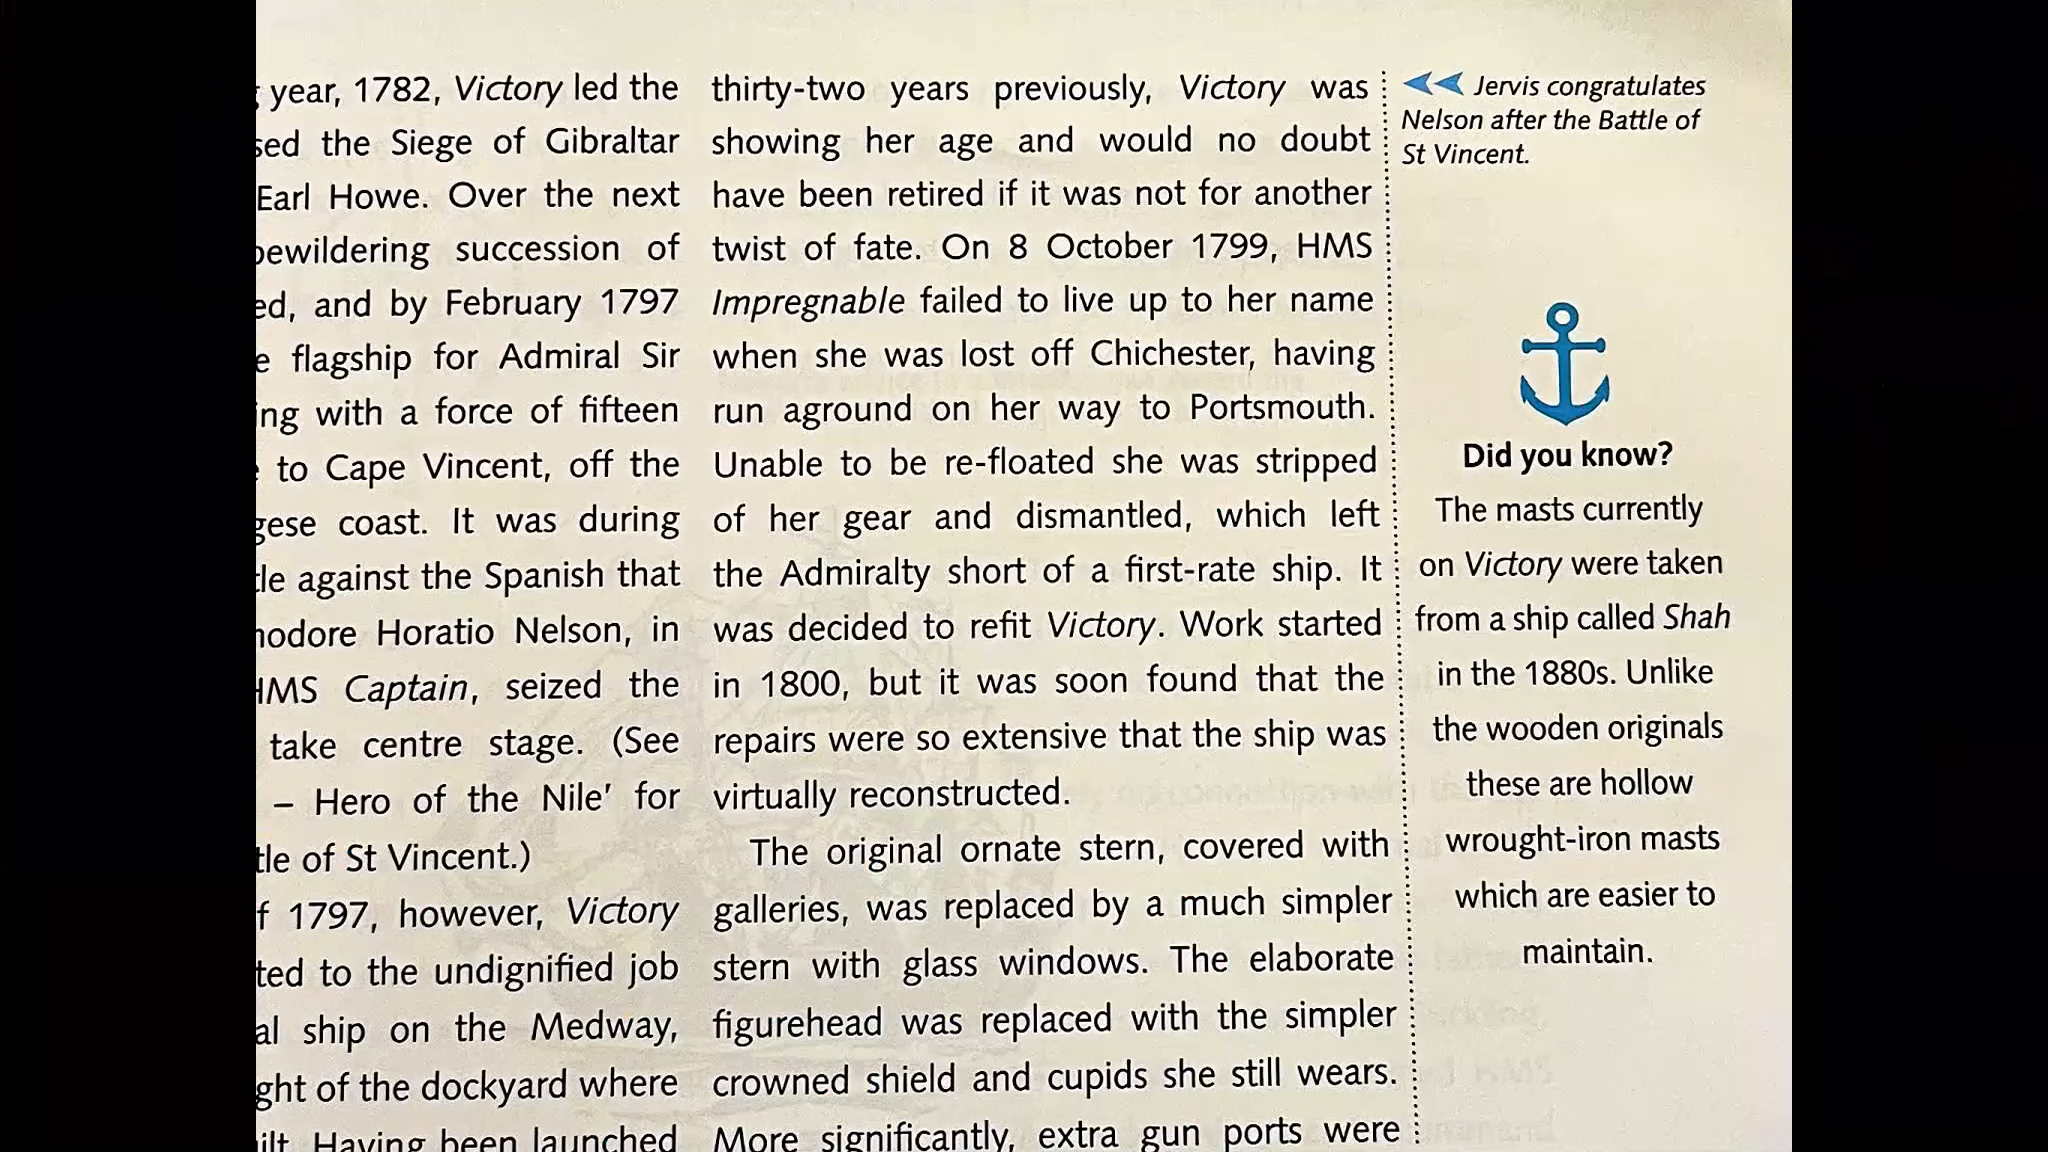 year, 1782, Victory led the
the Siege of Gibraltar
Earl Howe. Over the next
bewildering succession of
and by February 1797
flagship for Admiral Sir
with a force of fifteen
to Cape Vincent, off the
coast. It was during
against the Spanish that
Horatio Nelson, in
HMS Captain, seized the
take centre stage. (See
– Hero of the Nile’ for
of St Vincent.)
1797, however, Victory
to the undignified job
ship on the Medway,
of the dockyard where
Having been launched
thirty-two years previously, Victory was
showing her age and would no doubt
have been retired if it was not for another
twist of fate. On 8 October 1799, HMS
Impregnable failed to live up to her name
when she was lost off Chichester, having
run aground on her way to Portsmouth.
Unable to be re-floated she was stripped
of her gear and dismantled, which left
the Admiralty short of a first-rate ship. It
was decided to refit Victory. Work started
in 1800, but it was soon found that the
repairs were so extensive that the ship was
virtually reconstructed.
The original ornate stern, covered with
galleries, was replaced by a much simpler
stern with glass windows. The elaborate
figurehead was replaced with the simpler
crowned shield and cupids she still wears.
More significantly, extra gun ports were
Jervis congratulates
Nelson after the Battle of
St Vincent.
Did you know?
The masts currently
on Victory were taken
from a ship called Shah
in the 1880s. Unlike
the wooden originals
these are hollow
wrought-iron masts
which are easier to
maintain.